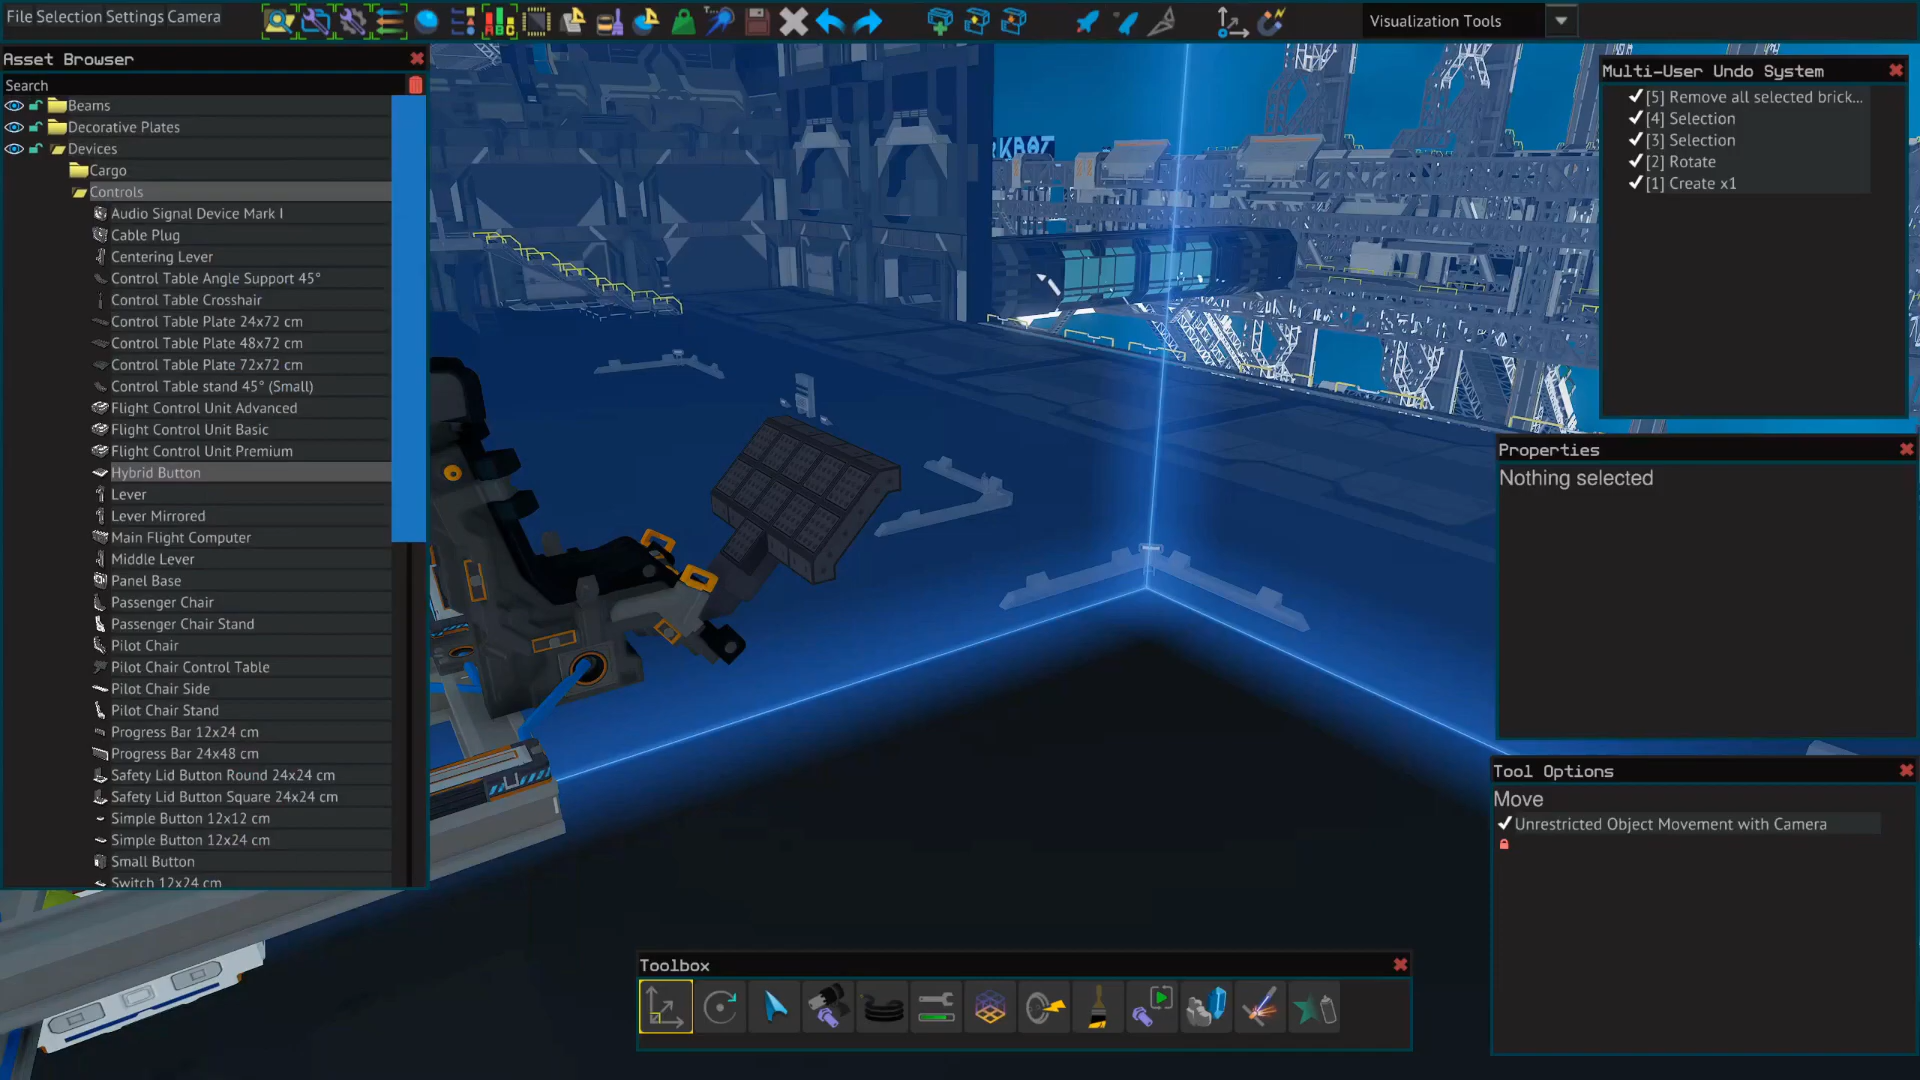 File Selection Settings Camera
Visualization Tools
Asset Browser
Search
Beams
Decorative Plates
Devices
Cargo
Controls
Audio Signal Device Mark I
Cable Plug
Centering Lever
Control Table Angle Support 45°
Control Table Crosshair
Control Table Plate 24x72 cm
Control Table Plate 48x72 cm
Control Table Plate 72x72 cm
Control Table stand 45° (Small)
Flight Control Unit Advanced
Flight Control Unit Basic
Flight Control Unit Premium
Hybrid Button
Lever
Lever Mirrored
Main Flight Computer
Middle Lever
Panel Base
Passenger Chair
Passenger Chair Stand
Pilot Chair
Pilot Chair Control Table
Pilot Chair Side
Pilot Chair Stand
Progress Bar 12x24 cm
Progress Bar 24x48 cm
Safety Lid Button Round 24x24 cm
Safety Lid Button Square 24x24 cm
Simple Button 12x12 cm
Simple Button 12x24 cm
Small Button
Switch 12x24 cm
Multi-User Undo System
[5] Remove all selected brick...
[4] Selection
[3] Selection
[2] Rotate
[1] Create x1
Properties
Nothing selected
Tool Options
Move
Unrestricted Object Movement with Camera
Toolbox